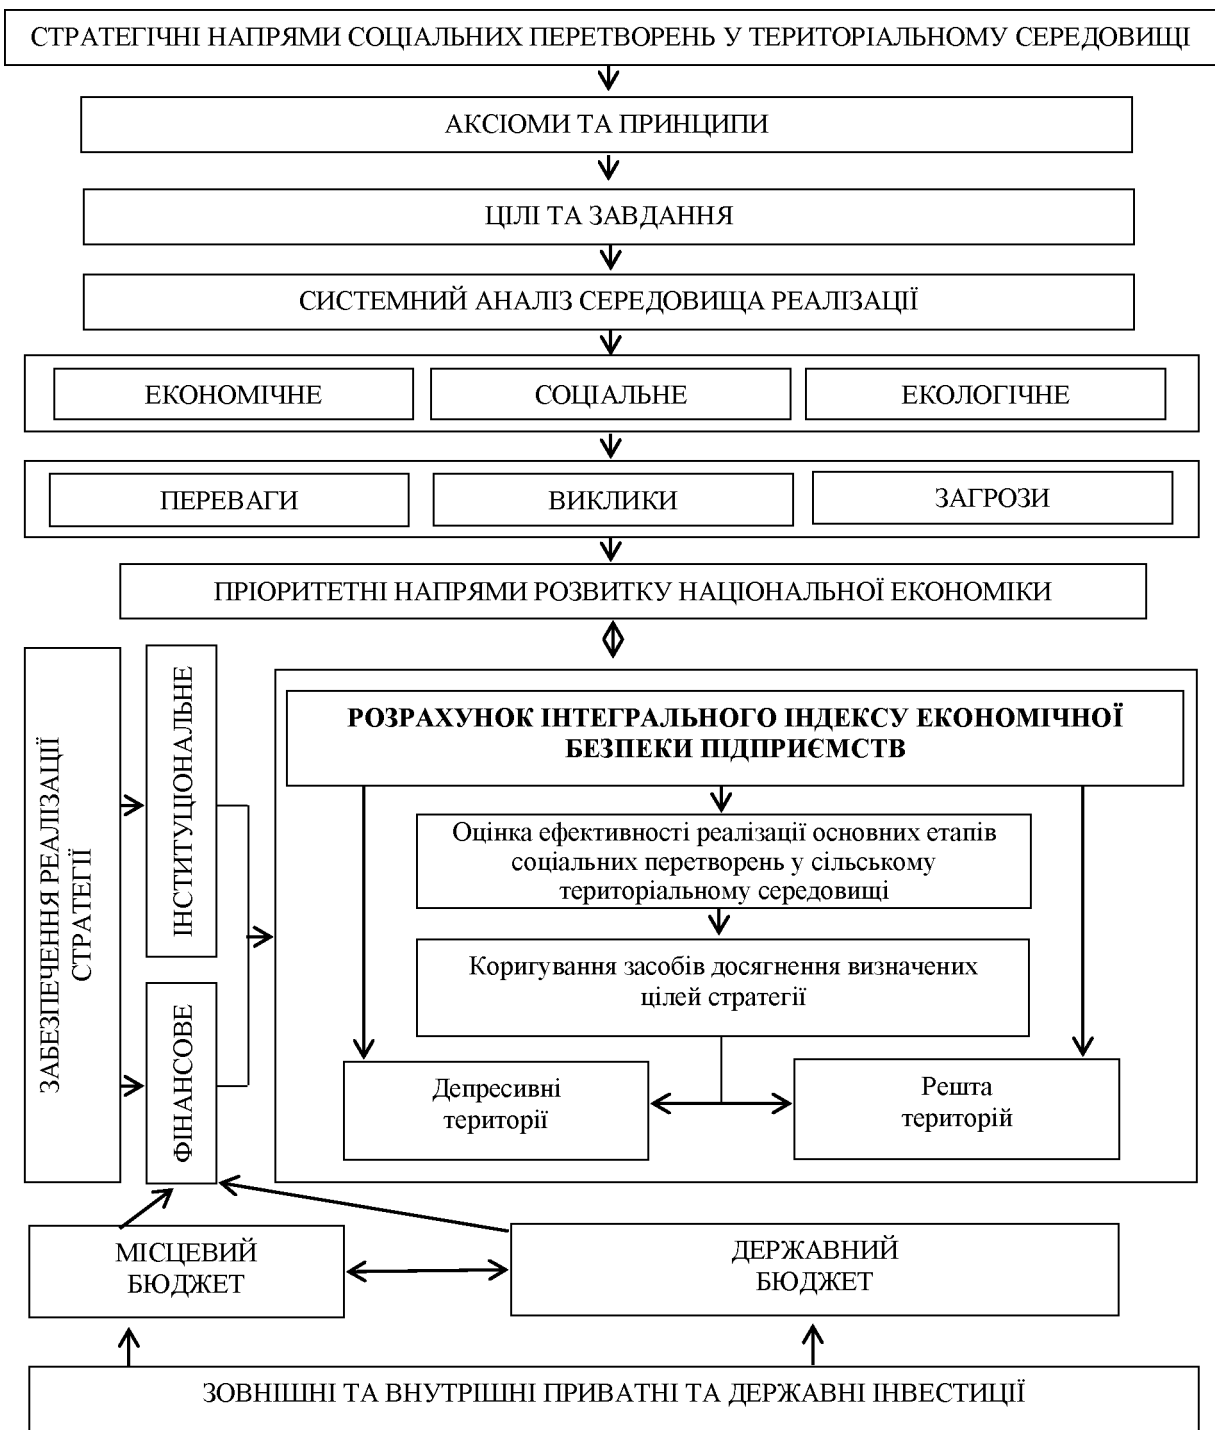 СТРАТЕГІЧНІ НАПРЯМИ СОЦІАЛЬНИХ ПЕРЕТВОРЕНЬ У ТЕРИТОРІАЛЬНОМУ СЕРЕДОВИЩІ
АКСІОМИ ТА ПРИНЦИПИ
ЦІЛІ ТА ЗАВДАННЯ
СИСТЕМНИЙ АНАЛІЗ СЕРЕДОВИЩА РЕАЛІЗАЦІЇ
ЕКОНОМІЧНЕ
СОЦІАЛЬНЕ
ЕКОЛОГІЧНЕ
ПЕРЕВАГИ
ВИКЛИКИ
ЗАГРОЗИ
ПРІОРИТЕТНІ НАПРЯМИ РОЗВИТКУ НАЦІОНАЛЬНОЇ ЕКОНОМІКИ
ЗАБЕЗПЕЧЕННЯ РЕАЛІЗАЦІЇ
СТРАТЕГІЇ
ІНСТИТУЦІОНАЛЬНЕ
ФІНАНСОВЕ
РОЗРАХУНОК ІНТЕГРАЛЬНОГО ІНДЕКСУ ЕКОНОМІЧНОЇ
БЕЗПЕКИ ПІДПРИЄМСТВ
Оцінка ефективності реалізації основних етапів
соціальних перетворень у сільському
територіальному середовищі
Коригування засобів досягнення визначених
цілей стратегії
Депресивні
території
Решта
територій
МІСЦЕВИЙ
БЮДЖЕТ
ДЕРЖАВНИЙ
БЮДЖЕТ
ЗОВНІШНІ ТА ВНУТРІШНІ ПРИВАТНІ ТА ДЕРЖАВНІ ІНВЕСТИЦІЇ